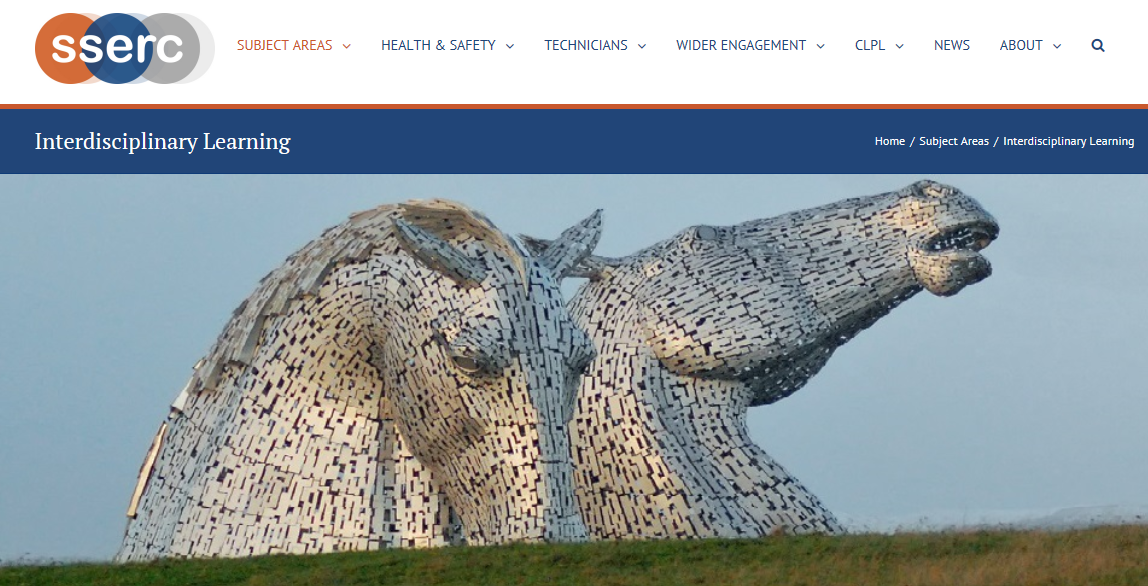 sserc
SUBJECT AREAS HEALTH & SAFETY TECHNICIANS WIDER ENGAGEMENT CLPL NEWS ABOUT
Interdisciplinary Learning
Home / Subject Areas / Interdisciplinary Learning